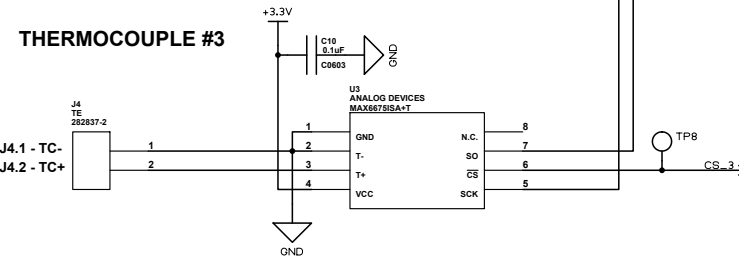 +3.3V
THERMOCOUPLE #3
C10
0.1uF
C0603
GND
U3
ANALOG DEVICES
MAX6675ISA+T
J4
TE
282837-2
J4.1 - TC-
J4.2 - TC+
1
2
1
2
3
4
GND
T-
T+
VCC
N.C.
SO
CS
SCK
8
7
6
5
TP8
CS_3
GND